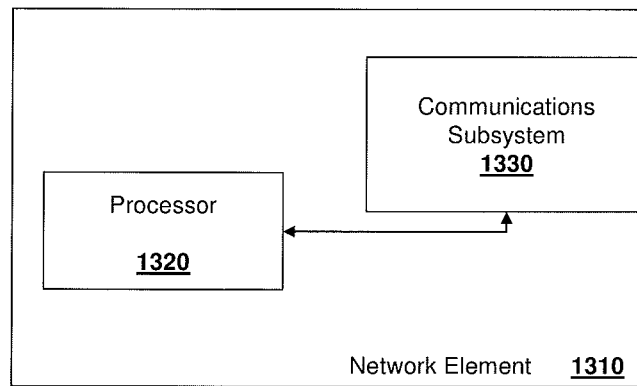 Communications
Subsystem
1330
Processor
1320
Network Element 1310